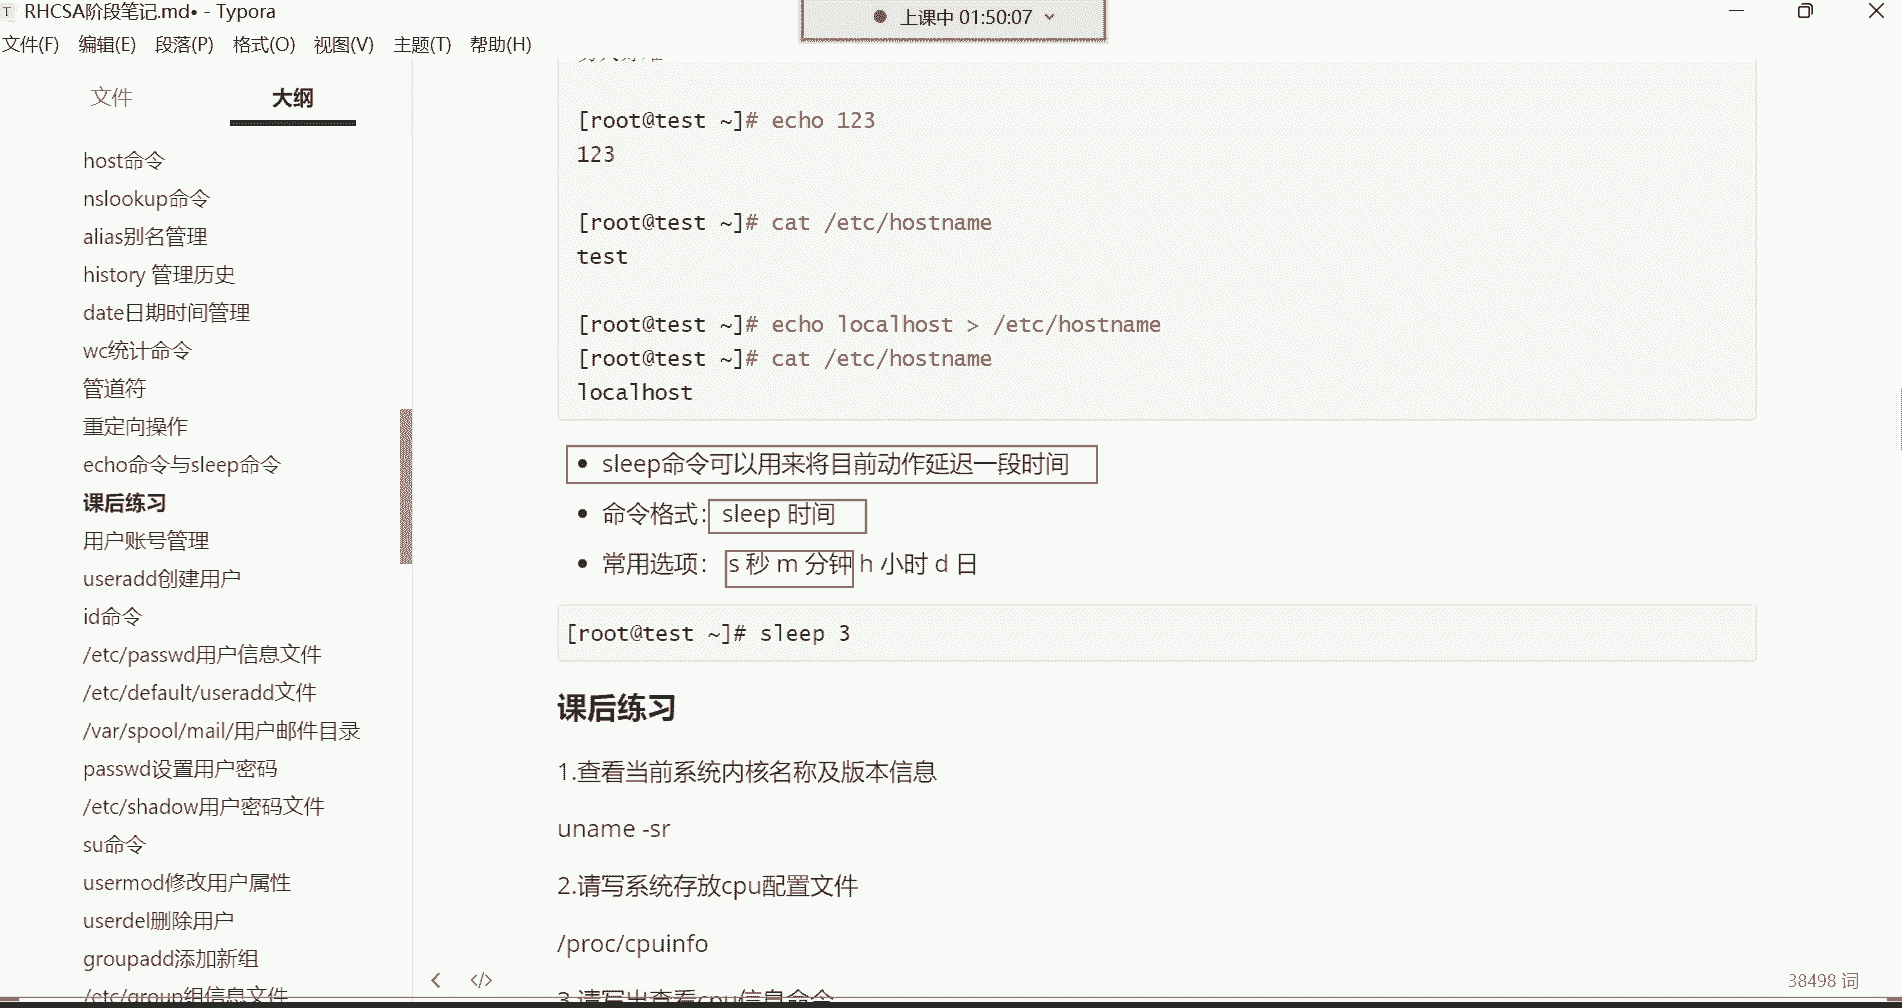 RHCSA阶段笔记.md• - Typora
上课中 01:50:07
文件(F) 编辑(E) 段落(P) 格式(O) 视图(V) 主题(T) 帮助(H)
文件 大纲
host命令
nslookup命令
alias别名管理
history 管理历史
date日期时间管理
wc统计命令
管道符
重定向操作
echo命令与sleep命令
课后练习
用户账号管理
useradd创建用户
id命令
/etc/passwd用户信息文件
/etc/default/useradd文件
/var/spool/mail/用户邮件目录
passwd设置用户密码
/etc/shadow用户密码文件
su命令
usermod修改用户属性
userdel删除用户
groupadd添加新组
/etc/group组信息文件
[root@test ~]# echo 123
123
[root@test ~]# cat /etc/hostname
test
[root@test ~]# echo localhost > /etc/hostname
[root@test ~]# cat /etc/hostname
localhost
• sleep命令可以用来将目前动作延迟一段时间
• 命令格式: sleep 时间
• 常用选项： s 秒 m 分钟 h 小时 d 日
[root@test ~]# sleep 3
课后练习
1.查看当前系统内核名称及版本信息
uname -sr
2.请写系统存放cpu配置文件
/proc/cpuinfo
3.请写出查看cpu信息命令
38498 词